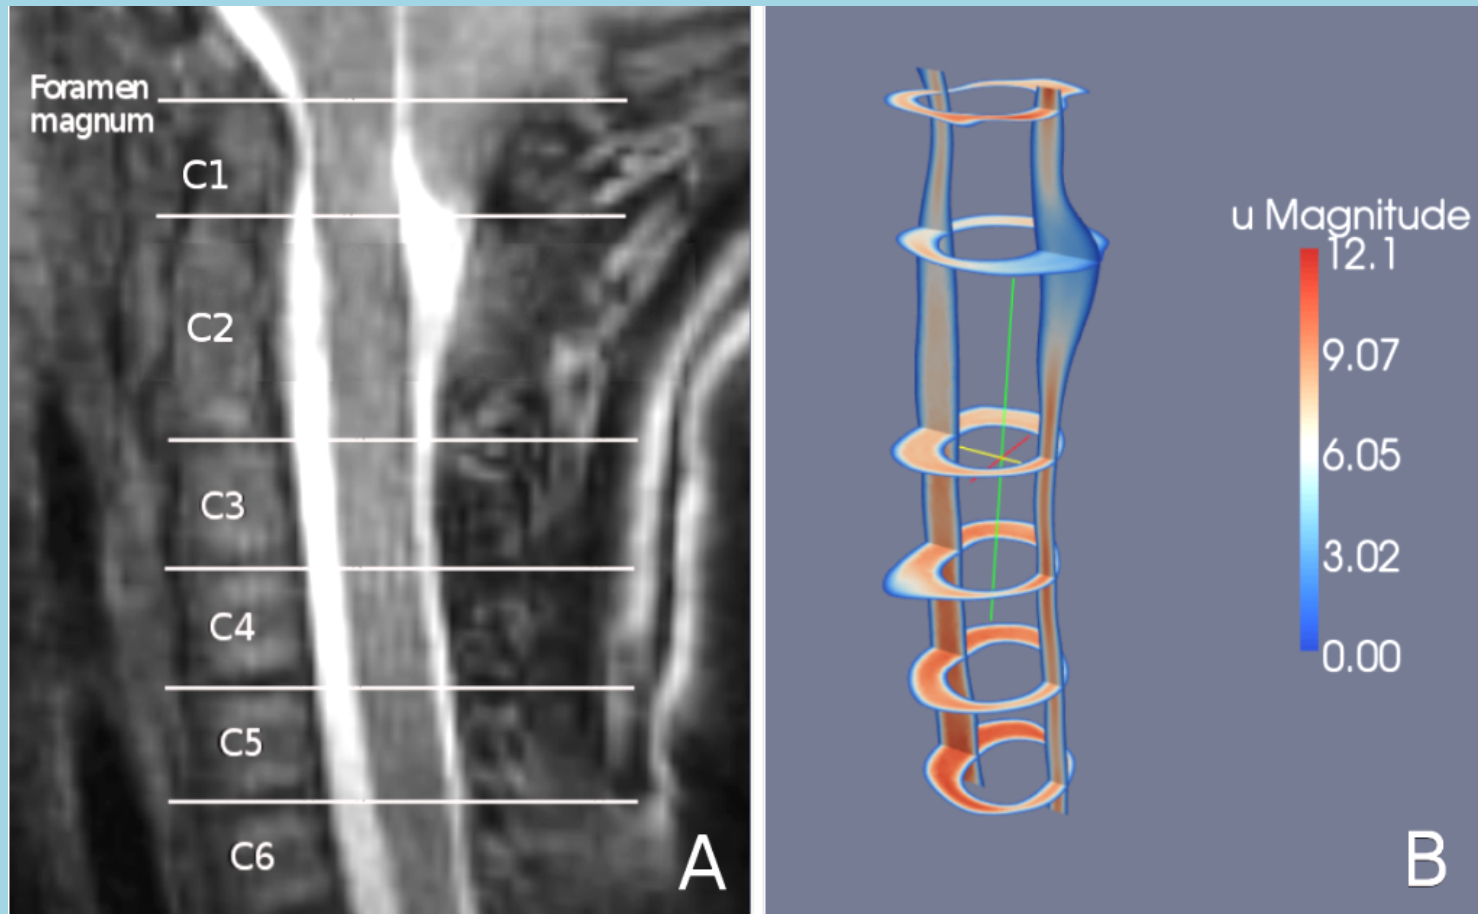 Foramen
magnum
C1
C2
C3
C4
C5
C6
A
u Magnitude
12.1
9.07
6.05
3.02
0.00
B